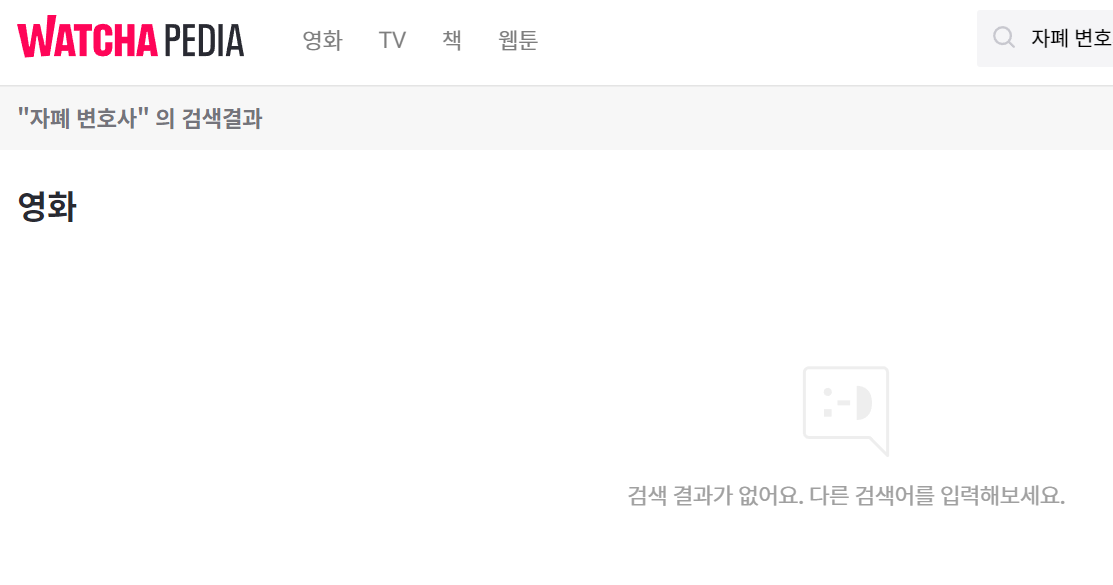 WATCHA PEDIA 영화 TV 책 웹툰 자폐 변호
"자폐 변호사" 의 검색결과
영화
:-D
검색 결과가 없어요. 다른 검색어를 입력해보세요.